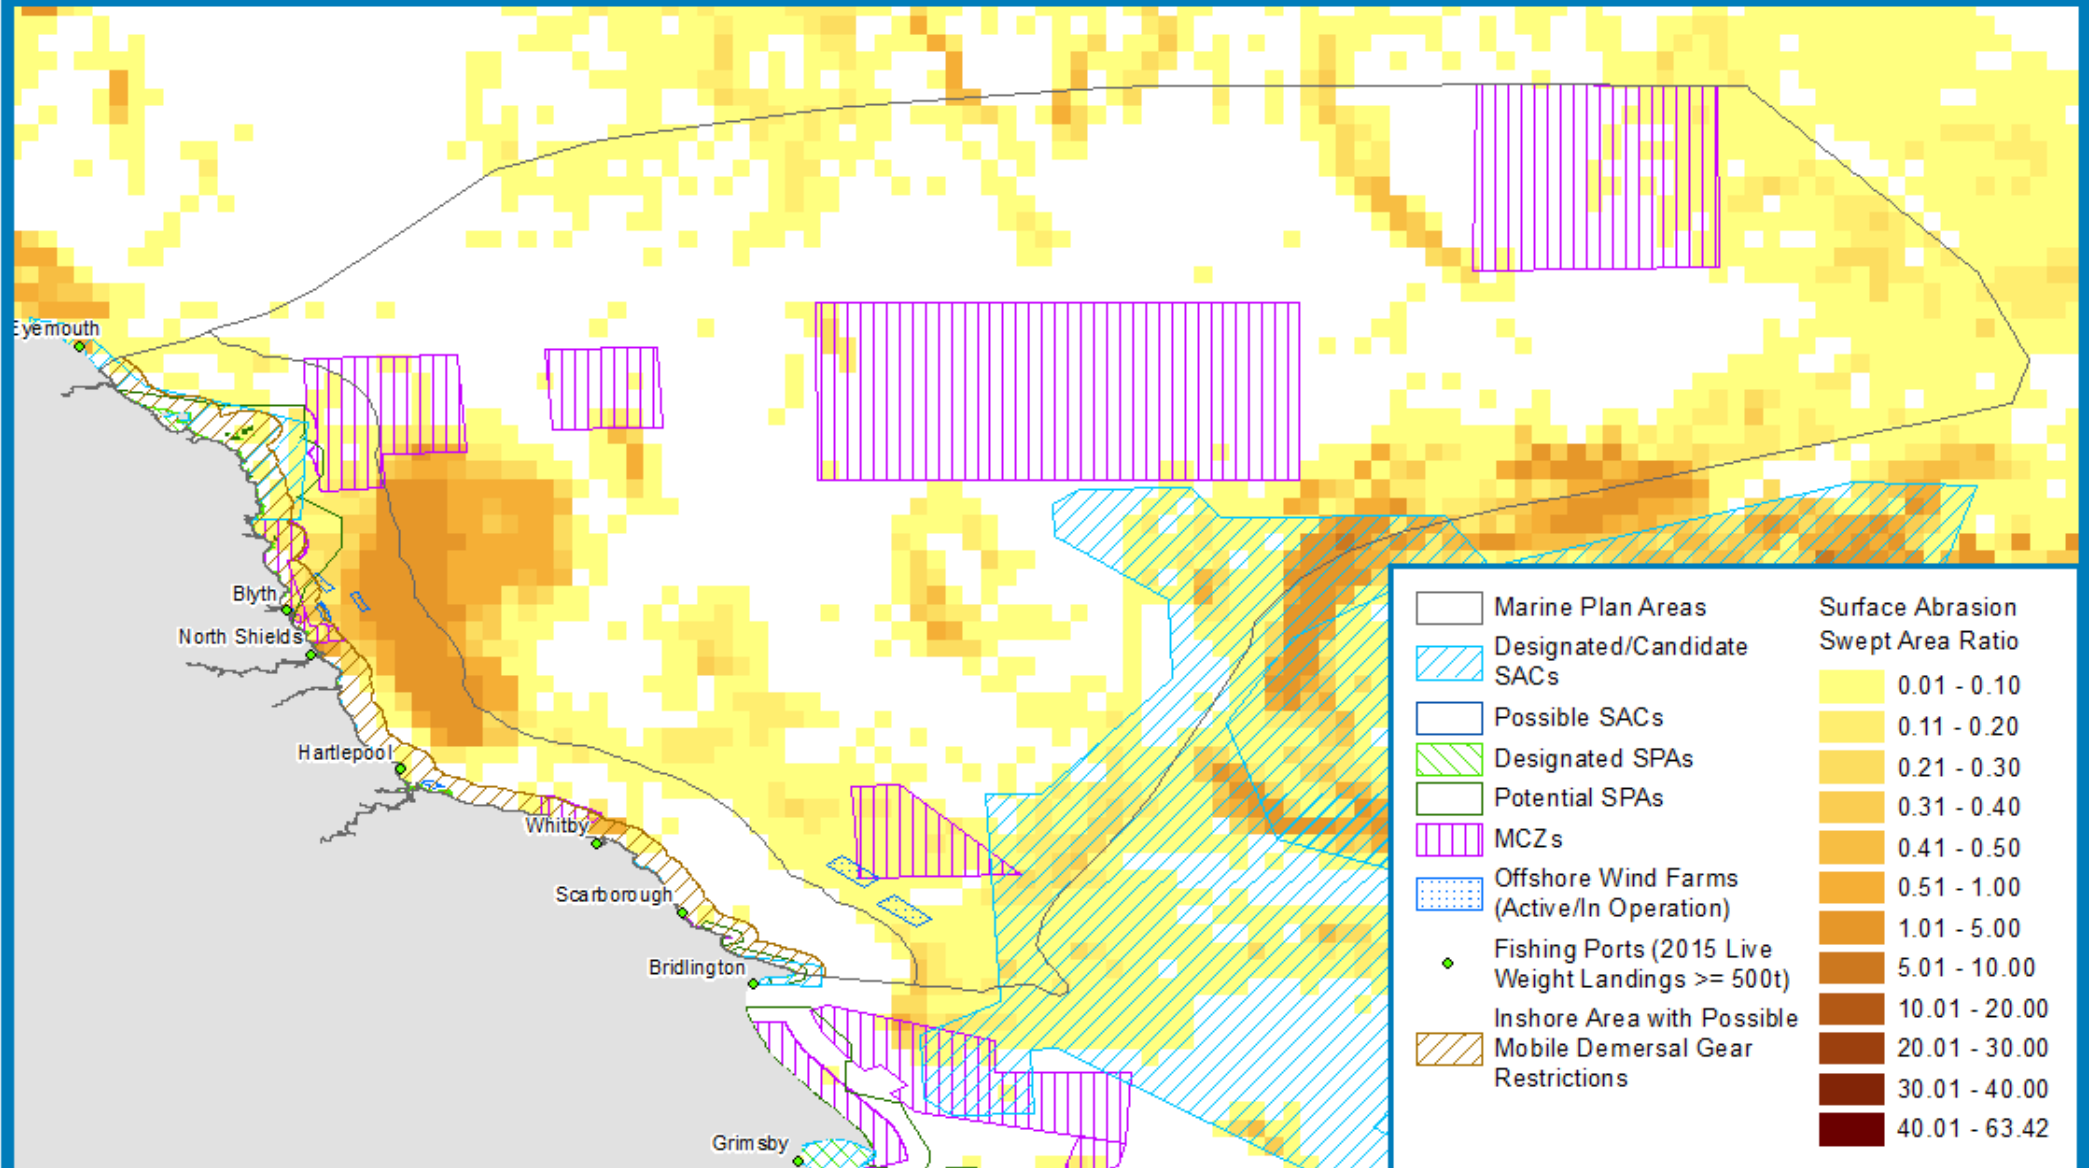 Eyemouth
Blyth
North Shields
Hartlepool
Whitby
Scarborough
Bridlington
Grimsby
Marine Plan Areas
Designated/Candidate
SACs
Possible SACs
Designated SPAs
Potential SPAs
MCZs
Offshore Wind Farms
(Active/In Operation)
Fishing Ports (2015 Live
Weight Landings >= 500t)
Inshore Area with Possible
Mobile Demersal Gear
Restrictions
Surface Abrasion
Swept Area Ratio
0.01 - 0.10
0.11 - 0.20
0.21 - 0.30
0.31 - 0.40
0.41 - 0.50
0.51 - 1.00
1.01 - 5.00
5.01 - 10.00
10.01 - 20.00
20.01 - 30.00
30.01 - 40.00
40.01 - 63.42